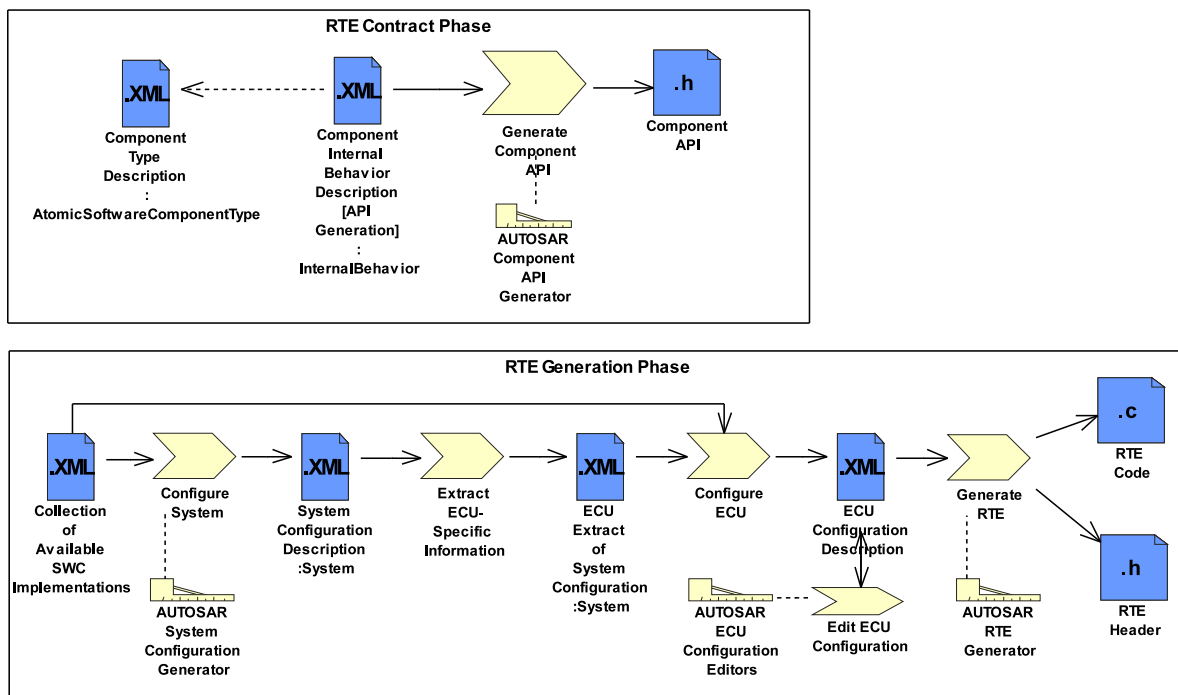 RTE Contract Phase
.XML
Component
Type
Description
:
AtomicSoftwareComponentType
.XML
Component
Internal
Behavior
Description
[API
Generation]
:
InternalBehavior
Generate
Component
API
AUTOSAR
Component
API
Generator
.h
Component
API
RTE Generation Phase
.XML
Collection
of
Available
SWC
Implementations
Configure
System
AUTOSAR
System
Configuration
Generator
.XML
System
Configuration
Description
:System
Extract
ECU-
Specific
Information
.XML
ECU
Extract
of
System
Configuration
:System
Configure
ECU
AUTOSAR
ECU
Configuration
Editors
.XML
ECU
Configuration
Description
Edit ECU
Configuration
Generate
RTE
AUTOSAR
RTE
Generator
.c
RTE
Code
.h
RTE
Header